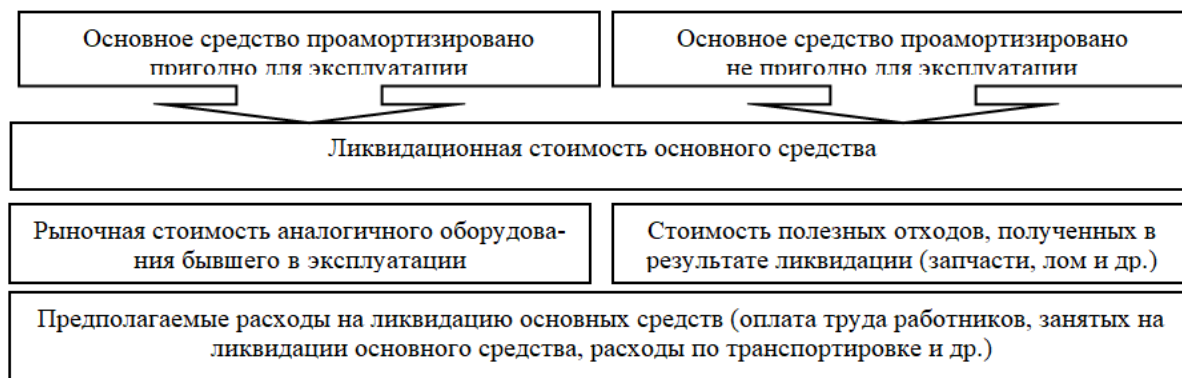 Основное средство проамортизировано
пригодно для эксплуатации
Основное средство проамортизировано
не пригодно для эксплуатации
Ликвидационная стоимость основного средства
Рыночная стоимость аналогичного оборудова-
ния бывшего в эксплуатации
Стоимость полезных отходов, полученных в
результате ликвидации (запчасти, лом и др.)
Предполагаемые расходы на ликвидацию основных средств (оплата труда работников, занятых на
ликвидации основного средства, расходы по транспортировке и др.)